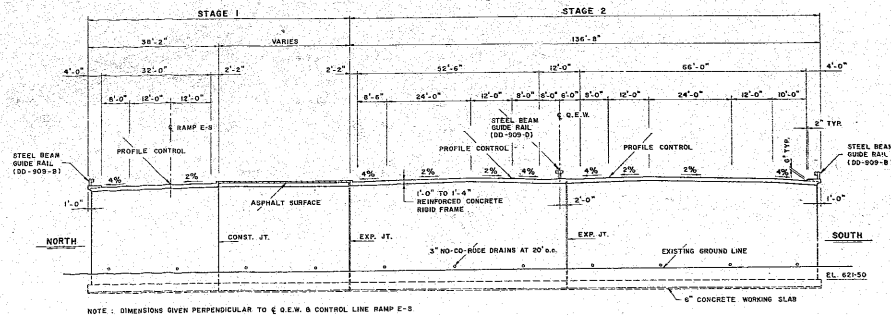 STAGE 1
STAGE 2
38'-2"
VARIES
136'-8"
4'-0"
32'-0"
2'-2"
2'-2"
52'-6"
12'-0"
66'-0"
4'-0"
8'-0"
12'-0"
12'-0"
8'-6"
24'-0"
12'-0"
8'-0"
6'-0"
6'-0"
8'-0"
12'-0"
24'-0"
12'-0"
10'-0"
2" TYP.
℄ RAMP E-S
STEEL BEAM
GUIDE RAIL
(DD-909-D)
℄ Q.E.W.
6" TYP.
STEEL BEAM
GUIDE RAIL
(DD-909-B)
PROFILE CONTROL
PROFILE CONTROL
PROFILE CONTROL
STEEL BEAM
GUIDE RAIL
(DD-909-B)
4%
2%
4%
2%
2%
4%
2%
2%
4%
1'-0"
ASPHALT SURFACE
1'-0" TO 1'-4"
REINFORCED CONCRETE
RIGID FRAME
2'-0"
1'-0"
NORTH
CONST. JT.
EXP. JT.
3" NO-CO-RODE DRAINS AT 20' o.c.
EXP. JT.
EXISTING GROUND LINE
SOUTH
EL. 621·50
6" CONCRETE WORKING SLAB
NOTE : DIMENSIONS GIVEN PERPENDICULAR TO ℄ Q.E.W. & CONTROL LINE RAMP E-S